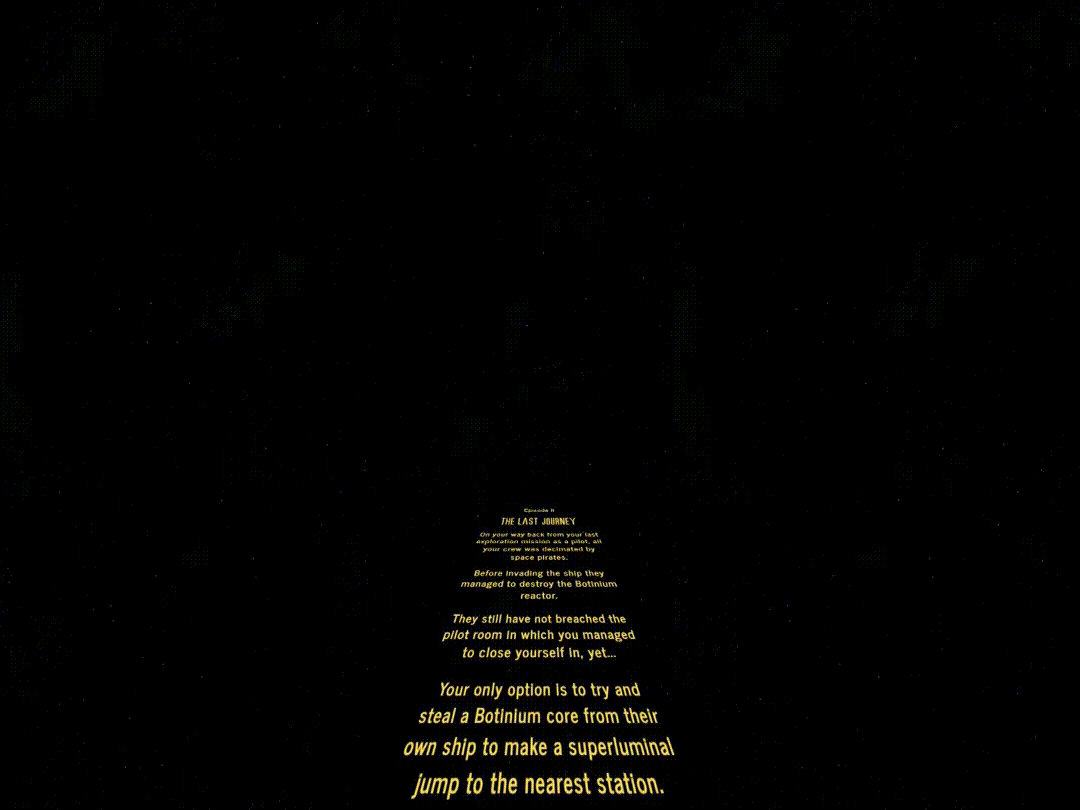 Episode II
THE LAST JOURNEY
On your way back from your last
exploration mission as a pilot, all
your crew was decimated by
space pirates.
Before invading the ship they
managed to destroy the Botinium
reactor.
They still have not breached the
pilot room in which you managed
to close yourself in, yet...
Your only option is to try and
steal a Botinium core from their
own ship to make a superluminal
jump to the nearest station.